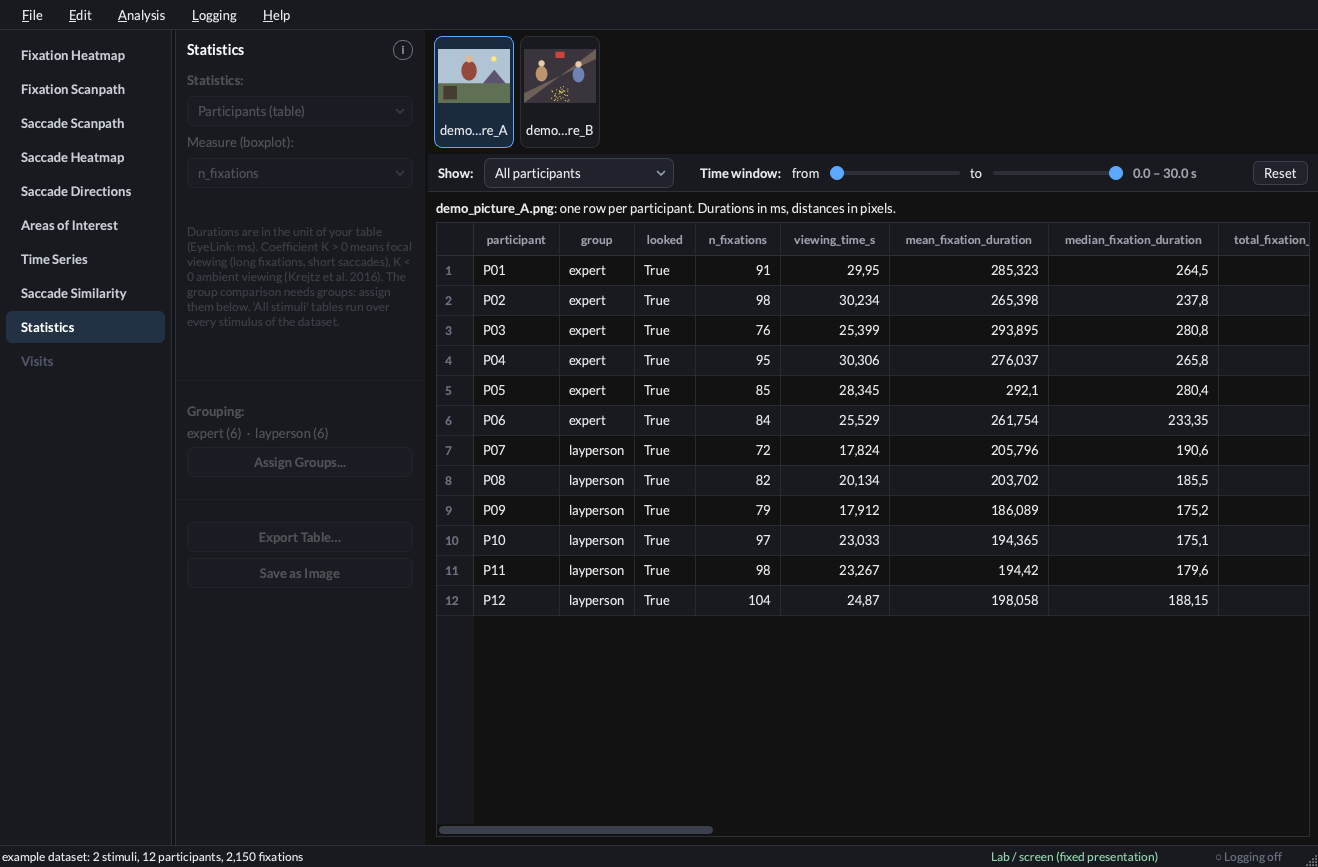 File Edit Analysis Logging Help
Fixation Heatmap
Fixation Scanpath
Saccade Scanpath
Saccade Heatmap
Saccade Directions
Areas of Interest
Time Series
Saccade Similarity
Statistics
Visits
Statistics i
Statistics:
Participants (table)
Measure (boxplot):
n_fixations
Durations are in the unit of your table
(EyeLink: ms). Coefficient K > 0 means focal
viewing (long fixations, short saccades), K <
0 ambient viewing (Krejtz et al. 2016). The
group comparison needs groups: assign
them below. 'All stimuli' tables run over
every stimulus of the dataset.
Grouping:
expert (6) · layperson (6)
Assign Groups...
Export Table...
Save as Image
demo...re_A demo...re_B
Show: All participants Time window: from to 0.0 – 30.0 s Reset
demo_picture_A.png: one row per participant. Durations in ms, distances in pixels.
participant group looked n_fixations viewing_time_s mean_fixation_duration median_fixation_duration total_fixation_
1 P01 expert True 91 29,95 285,323 264,5
2 P02 expert True 98 30,234 265,398 237,8
3 P03 expert True 76 25,399 293,895 280,8
4 P04 expert True 95 30,306 276,037 265,8
5 P05 expert True 85 28,345 292,1 280,4
6 P06 expert True 84 25,529 261,754 233,35
7 P07 layperson True 72 17,824 205,796 190,6
8 P08 layperson True 82 20,134 203,702 185,5
9 P09 layperson True 79 17,912 186,089 175,2
10 P10 layperson True 97 23,033 194,365 175,1
11 P11 layperson True 98 23,267 194,42 179,6
12 P12 layperson True 104 24,87 198,058 188,15
example dataset: 2 stimuli, 12 participants, 2,150 fixations Lab / screen (fixed presentation) ○ Logging off